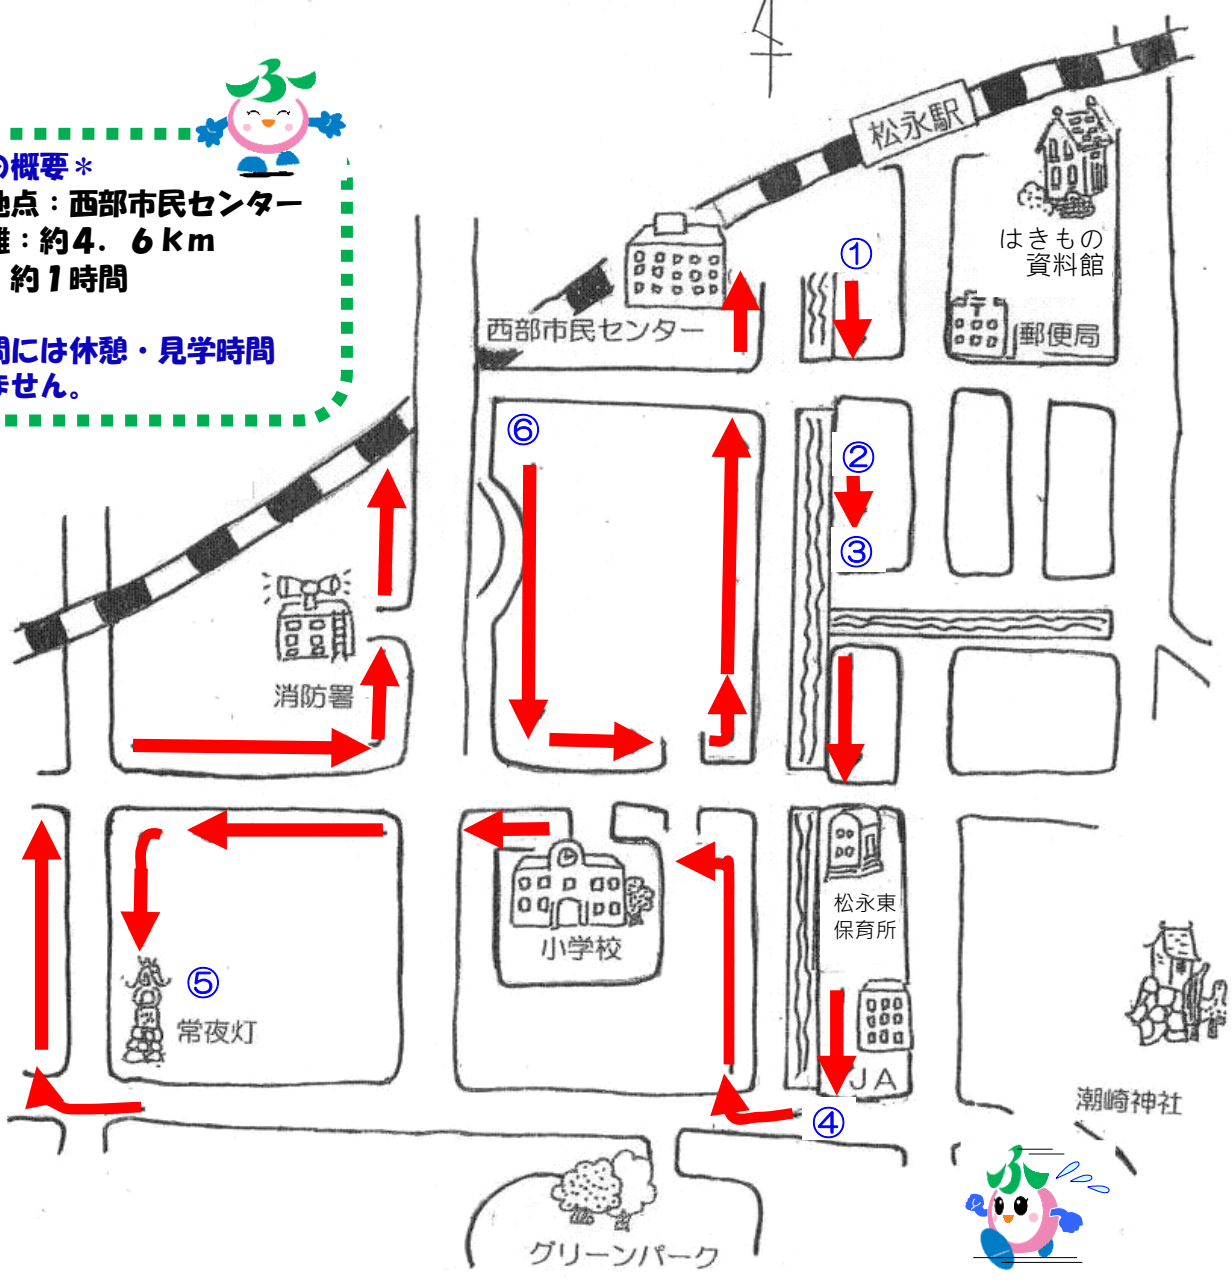 ふ
の概要＊
地点：西部市民センター
離：約４．６ｋｍ
約１時間
間には休憩・見学時間
ません。
松永駅
はきもの
資料館
①
西部市民センター
〒
郵便局
⑥
②
③
消防署
松永東
保育所
小学校
⑤
常夜灯
ＪＡ
潮崎神社
④
ふ
グリーンパーク